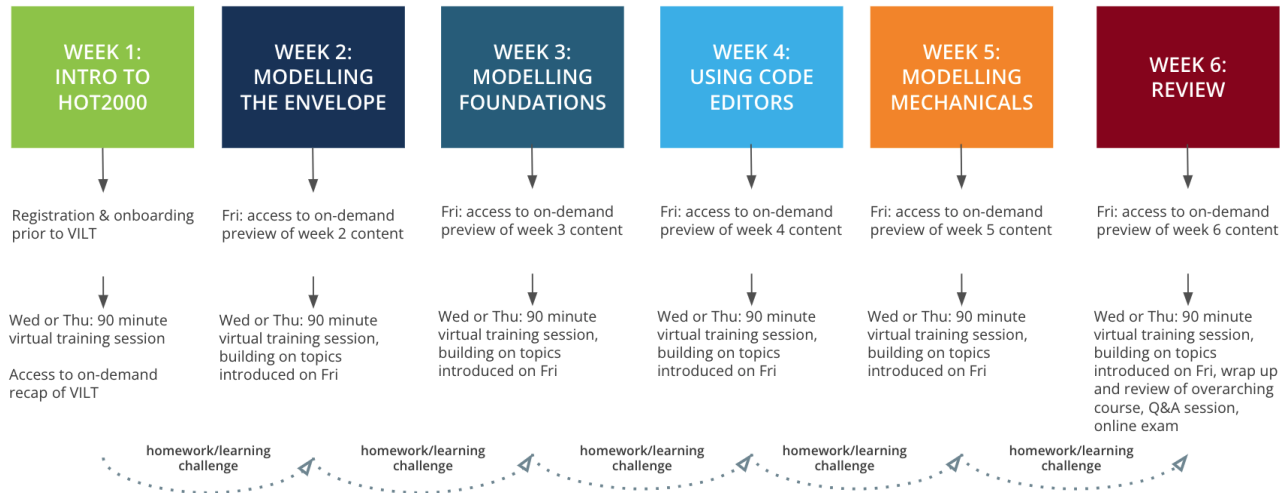 WEEK 1:
INTRO TO
HOT2000
WEEK 2:
MODELLING
THE ENVELOPE
WEEK 3:
MODELLING
FOUNDATIONS
WEEK 4:
USING CODE
EDITORS
WEEK 5:
MODELLING
MECHANICALS
WEEK 6:
REVIEW
Registration & onboarding
prior to VILT
Fri: access to on-demand
preview of week 2 content
Fri: access to on-demand
preview of week 3 content
Fri: access to on-demand
preview of week 4 content
Fri: access to on-demand
preview of week 5 content
Fri: access to on-demand
preview of week 6 content
Wed or Thu: 90 minute
virtual training session
Access to on-demand
recap of VILT
Wed or Thu: 90 minute
virtual training session,
building on topics
introduced on Fri
Wed or Thu: 90 minute
virtual training session,
building on topics
introduced on Fri
Wed or Thu: 90 minute
virtual training session,
building on topics
introduced on Fri
Wed or Thu: 90 minute
virtual training session,
building on topics
introduced on Fri
Wed or Thu: 90 minute
virtual training session,
building on topics
introduced on Fri, wrap up
and review of overarching
course, Q&A session,
online exam
homework/learning
challenge
homework/learning
challenge
homework/learning
challenge
homework/learning
challenge
homework/learning
challenge